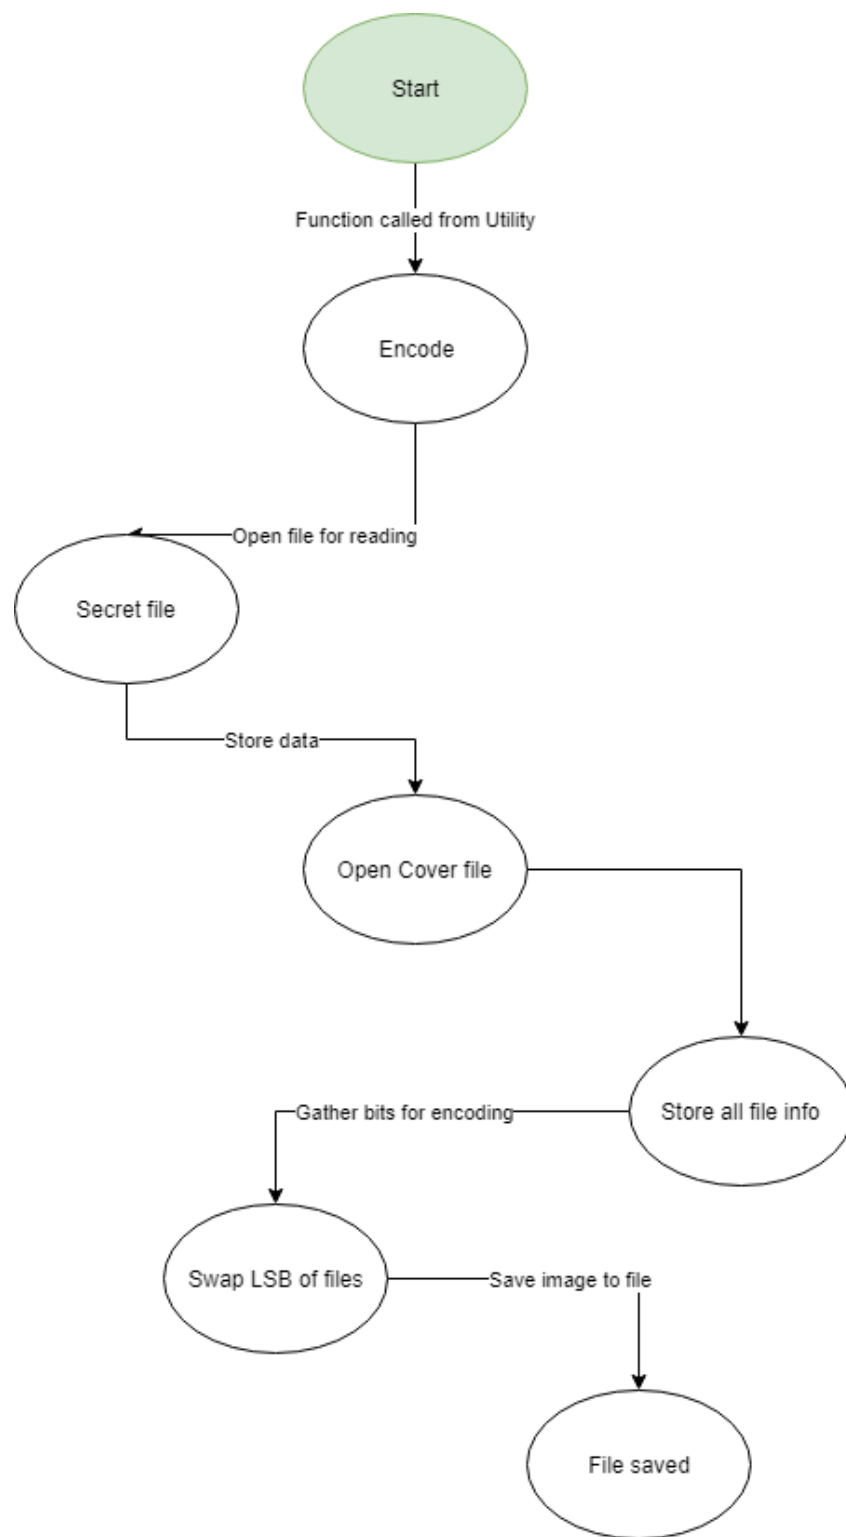 Start
Function called from Utility
Encode
Open file for reading
Secret file
Store data
Open Cover file
Store all file info
Gather bits for encoding
Swap LSB of files
Save image to file
File saved